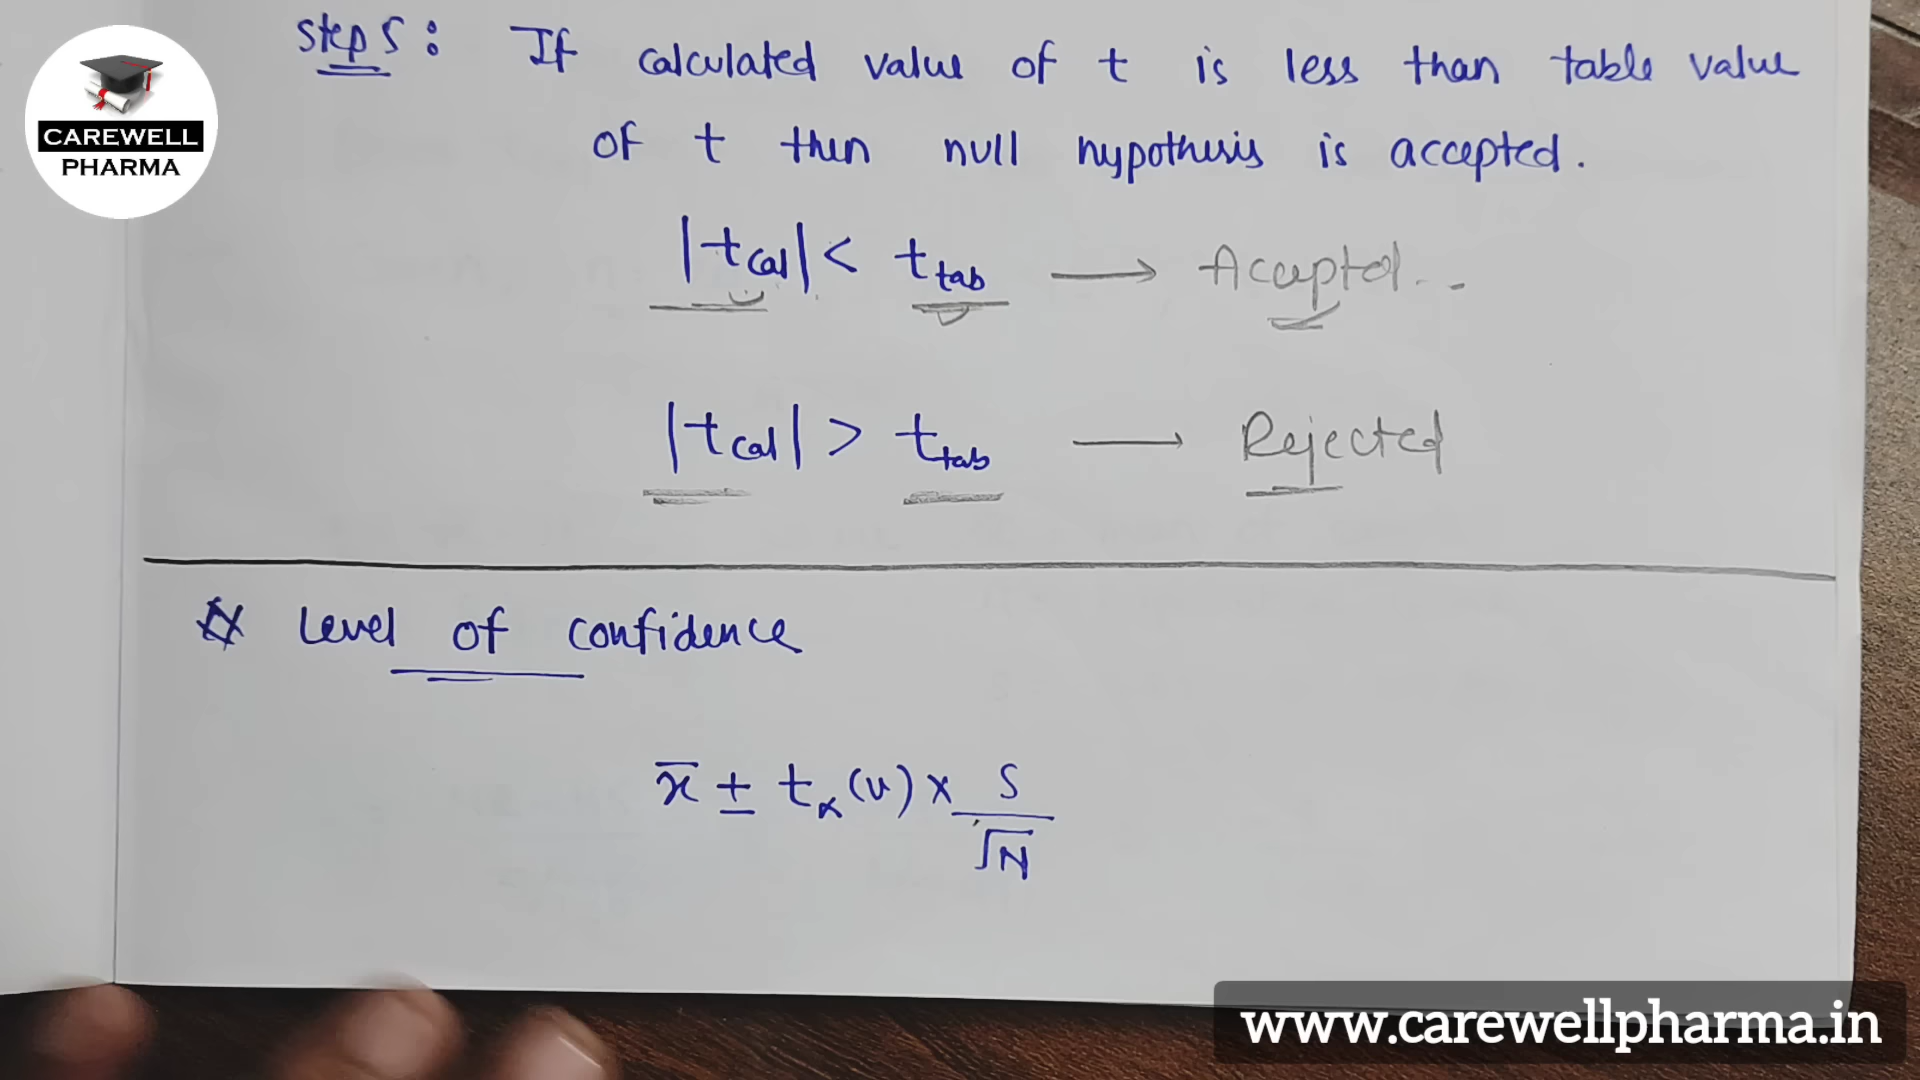 CAREWELL
PHARMA
Step 5 : If calculated value of t is less than table value
of t then null hypothesis is accepted.
|tcal| < ttab → Accepted..
|tcal| > ttab — Rejected
Level of confidence
x̄ ± tα (ν) × S
√N
www.carewellpharma.in